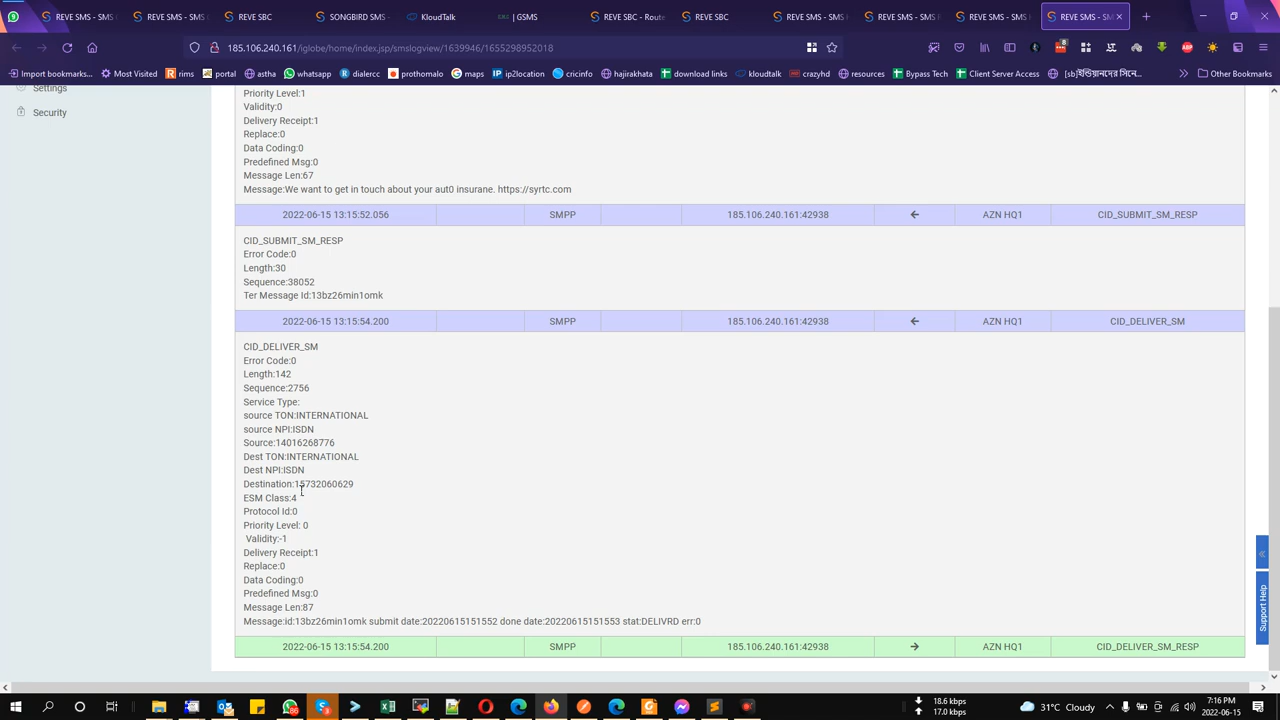 REVE SMS - S
REVE SMS - S
REVE SBC
SONGBIRD SMS -
KloudTalk
| GSMS
REVE SBC - Route
REVE SBC
REVE SMS - SM
REVE SMS - SMS R
REVE SMS - SMS
REVE SMS - SM
185.106.240.161/iglobe/home/index.jsp/smslogview/1639946/1655298952018
Import bookmarks... Most Visited rims portal astha whatsapp dialercc prothomalo maps ip2location cricinfo hajirakhata download links kloudtalk crazyhd resources Bypass Tech Client Server Access Other Bookmarks
Settings
Security
Priority Level:1
Validity:0
Delivery Receipt:1
Replace:0
Data Coding:0
Predefined Msg:0
Message Len:67
Message:We want to get in touch about your aut0 insurane. https://syrtc.com
2022-06-15 13:15:52.056 SMPP 185.106.240.161:42938 ← AZN HQ1 CID_SUBMIT_SM_RESP
CID_SUBMIT_SM_RESP
Error Code:0
Length:30
Sequence:38052
Ter Message Id:13bz26min1omk
2022-06-15 13:15:54.200 SMPP 185.106.240.161:42938 ← AZN HQ1 CID_DELIVER_SM
CID_DELIVER_SM
Error Code:0
Length:142
Sequence:2756
Service Type:
source TON:INTERNATIONAL
source NPI:ISDN
Source:14016268776
Dest TON:INTERNATIONAL
Dest NPI:ISDN
Destination:15732060629
ESM Class:4
Protocol Id:0
Priority Level: 0
Validity:-1
Delivery Receipt:1
Replace:0
Data Coding:0
Predefined Msg:0
Message Len:87
Message:id:13bz26min1omk submit date:20220615151552 done date:20220615151553 stat:DELIVRD err:0
2022-06-15 13:15:54.200 SMPP 185.106.240.161:42938 → AZN HQ1 CID_DELIVER_SM_RESP
Support Help
18.6 kbps
17.0 kbps
31°C Cloudy
7:16 PM
2022-06-15